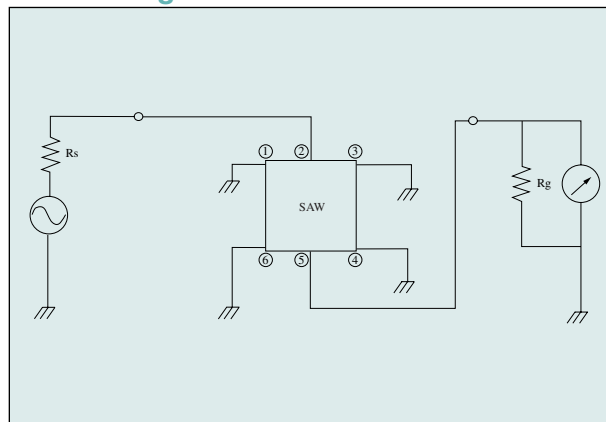 Rs
① ② ③
SAW
Rg
⑥ ⑤ ④